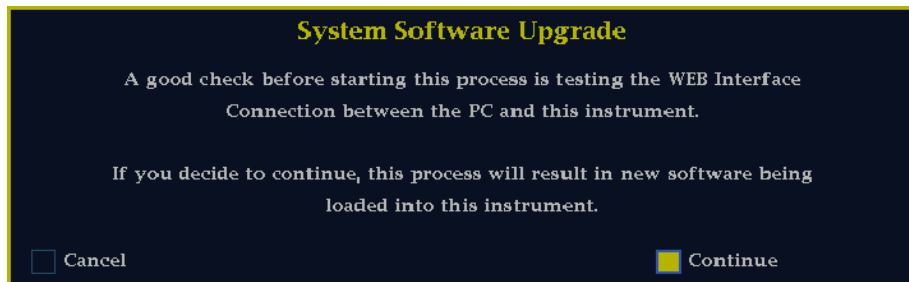 System Software Upgrade
A good check before starting this process is testing the WEB Interface
Connection between the PC and this instrument.
If you decide to continue, this process will result in new software being
loaded into this instrument.
Cancel Continue